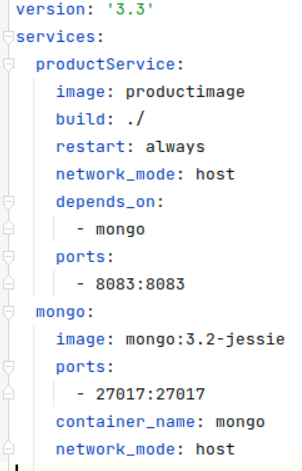 version: '3.3'
services:
  productService:
    image: productimage
    build: ./
    restart: always
    network_mode: host
    depends_on:
      - mongo
    ports:
      - 8083:8083
  mongo:
    image: mongo:3.2-jessie
    ports:
      - 27017:27017
    container_name: mongo
    network_mode: host